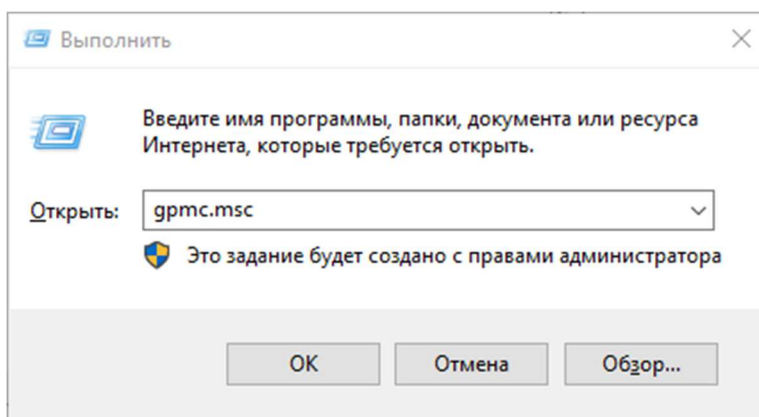 Выполнить
Введите имя программы, папки, документа или ресурса
Интернета, которые требуется открыть.
Открыть: gpmc.msc
Это задание будет создано с правами администратора
OK Отмена Обзор...